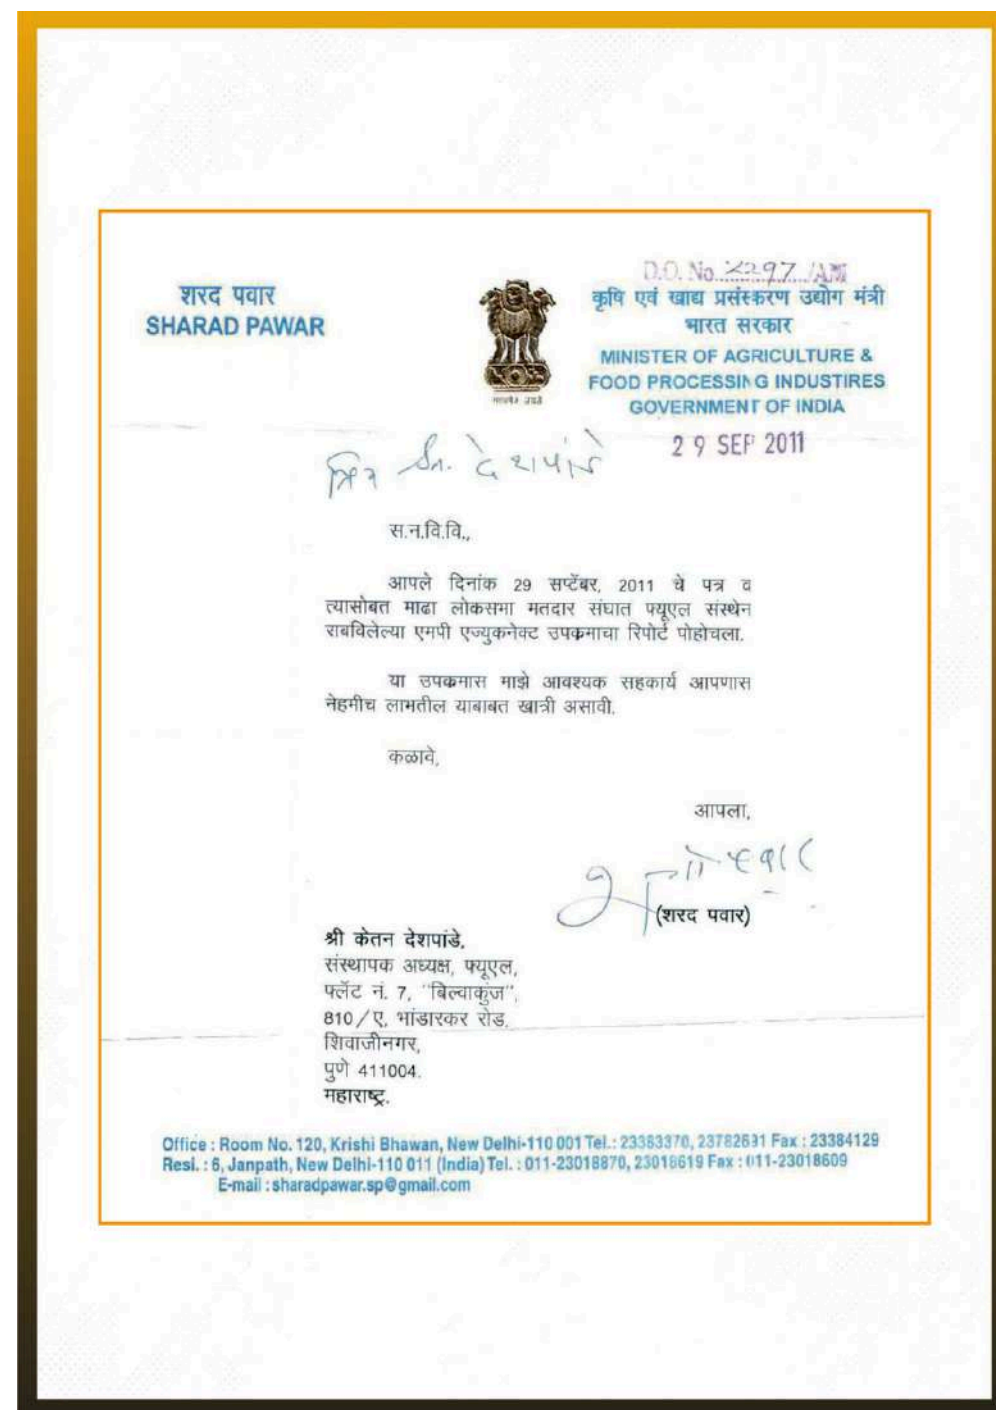 D.O. No. 2297 /AM
शरद पवार
SHARAD PAWAR
सत्यमेव जयते
कृषि एवं खाद्य प्रसंस्करण उद्योग मंत्री
भारत सरकार
MINISTER OF AGRICULTURE &
FOOD PROCESSING INDUSTIRES
GOVERNMENT OF INDIA
29 SEP 2011
देशपांडे
स.न.वि.वि.,
आपले दिनांक 29 सप्टेंबर, 2011 चे पत्र व
त्यासोबत माढा लोकसभा मतदार संघात फ्यूएल संस्थेन
राबविलेल्या एमपी एज्युकनेक्ट उपक्रमाचा रिपोर्ट पोहोचला.
या उपक्रमास माझे आवश्यक सहकार्य आपणास
नेहमीच लाभतील याबाबत खात्री असावी.
कळावे,
आपला,
(शरद पवार)
श्री केतन देशपांडे,
संस्थापक अध्यक्ष, फ्यूएल,
फ्लॅट नं. 7, "बिल्वाकुंज",
810/ए, भांडारकर रोड,
शिवाजीनगर,
पुणे 411004.
महाराष्ट्र.
Office : Room No. 120, Krishi Bhawan, New Delhi-110 001 Tel.: 23383370, 23782691 Fax : 23384129
Resi. : 6, Janpath, New Delhi-110 011 (India) Tel. : 011-23018870, 23018619 Fax : 011-23018609
E-mail : sharadpawar.sp@gmail.com